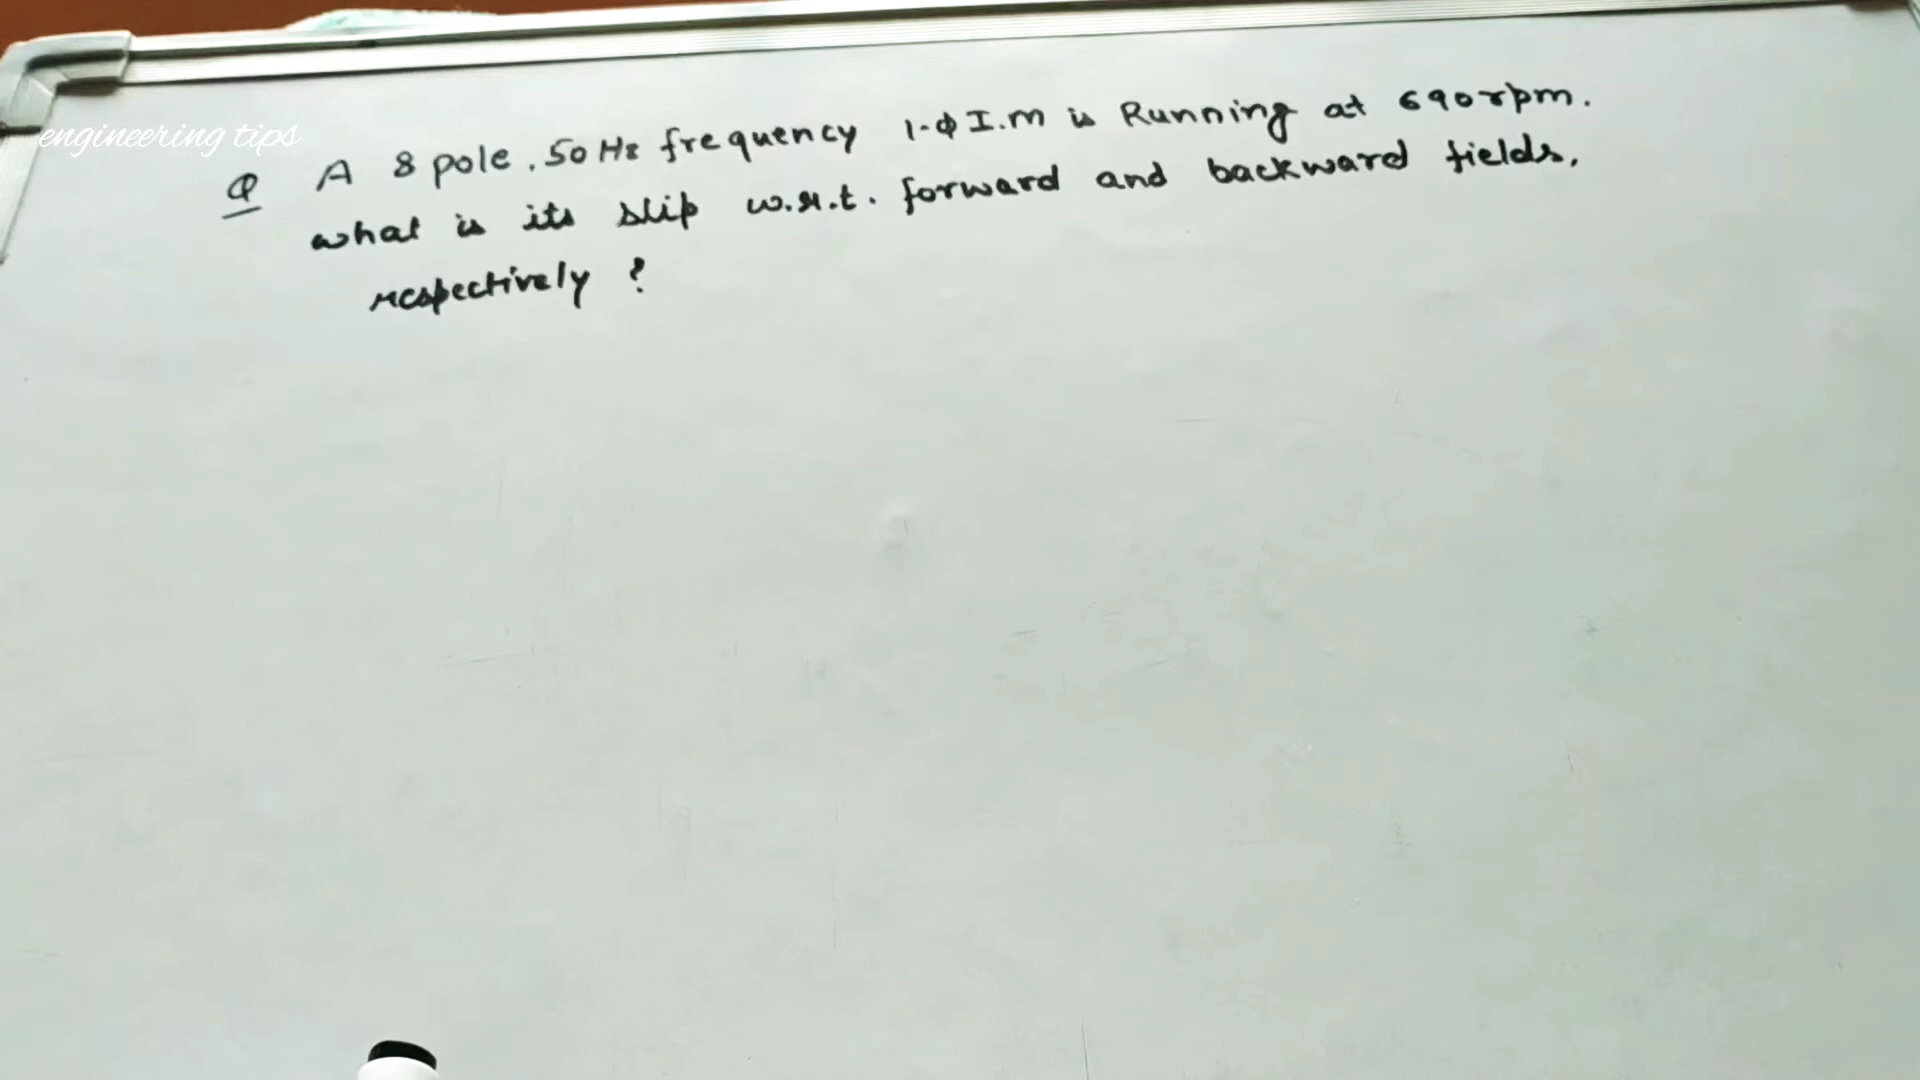 engineering tips
Q A 8 pole, 50 Hz frequency 1-ϕ I.m is Running at 690rpm.
what is its slip w.r.t. forward and backward fields,
respectively ?